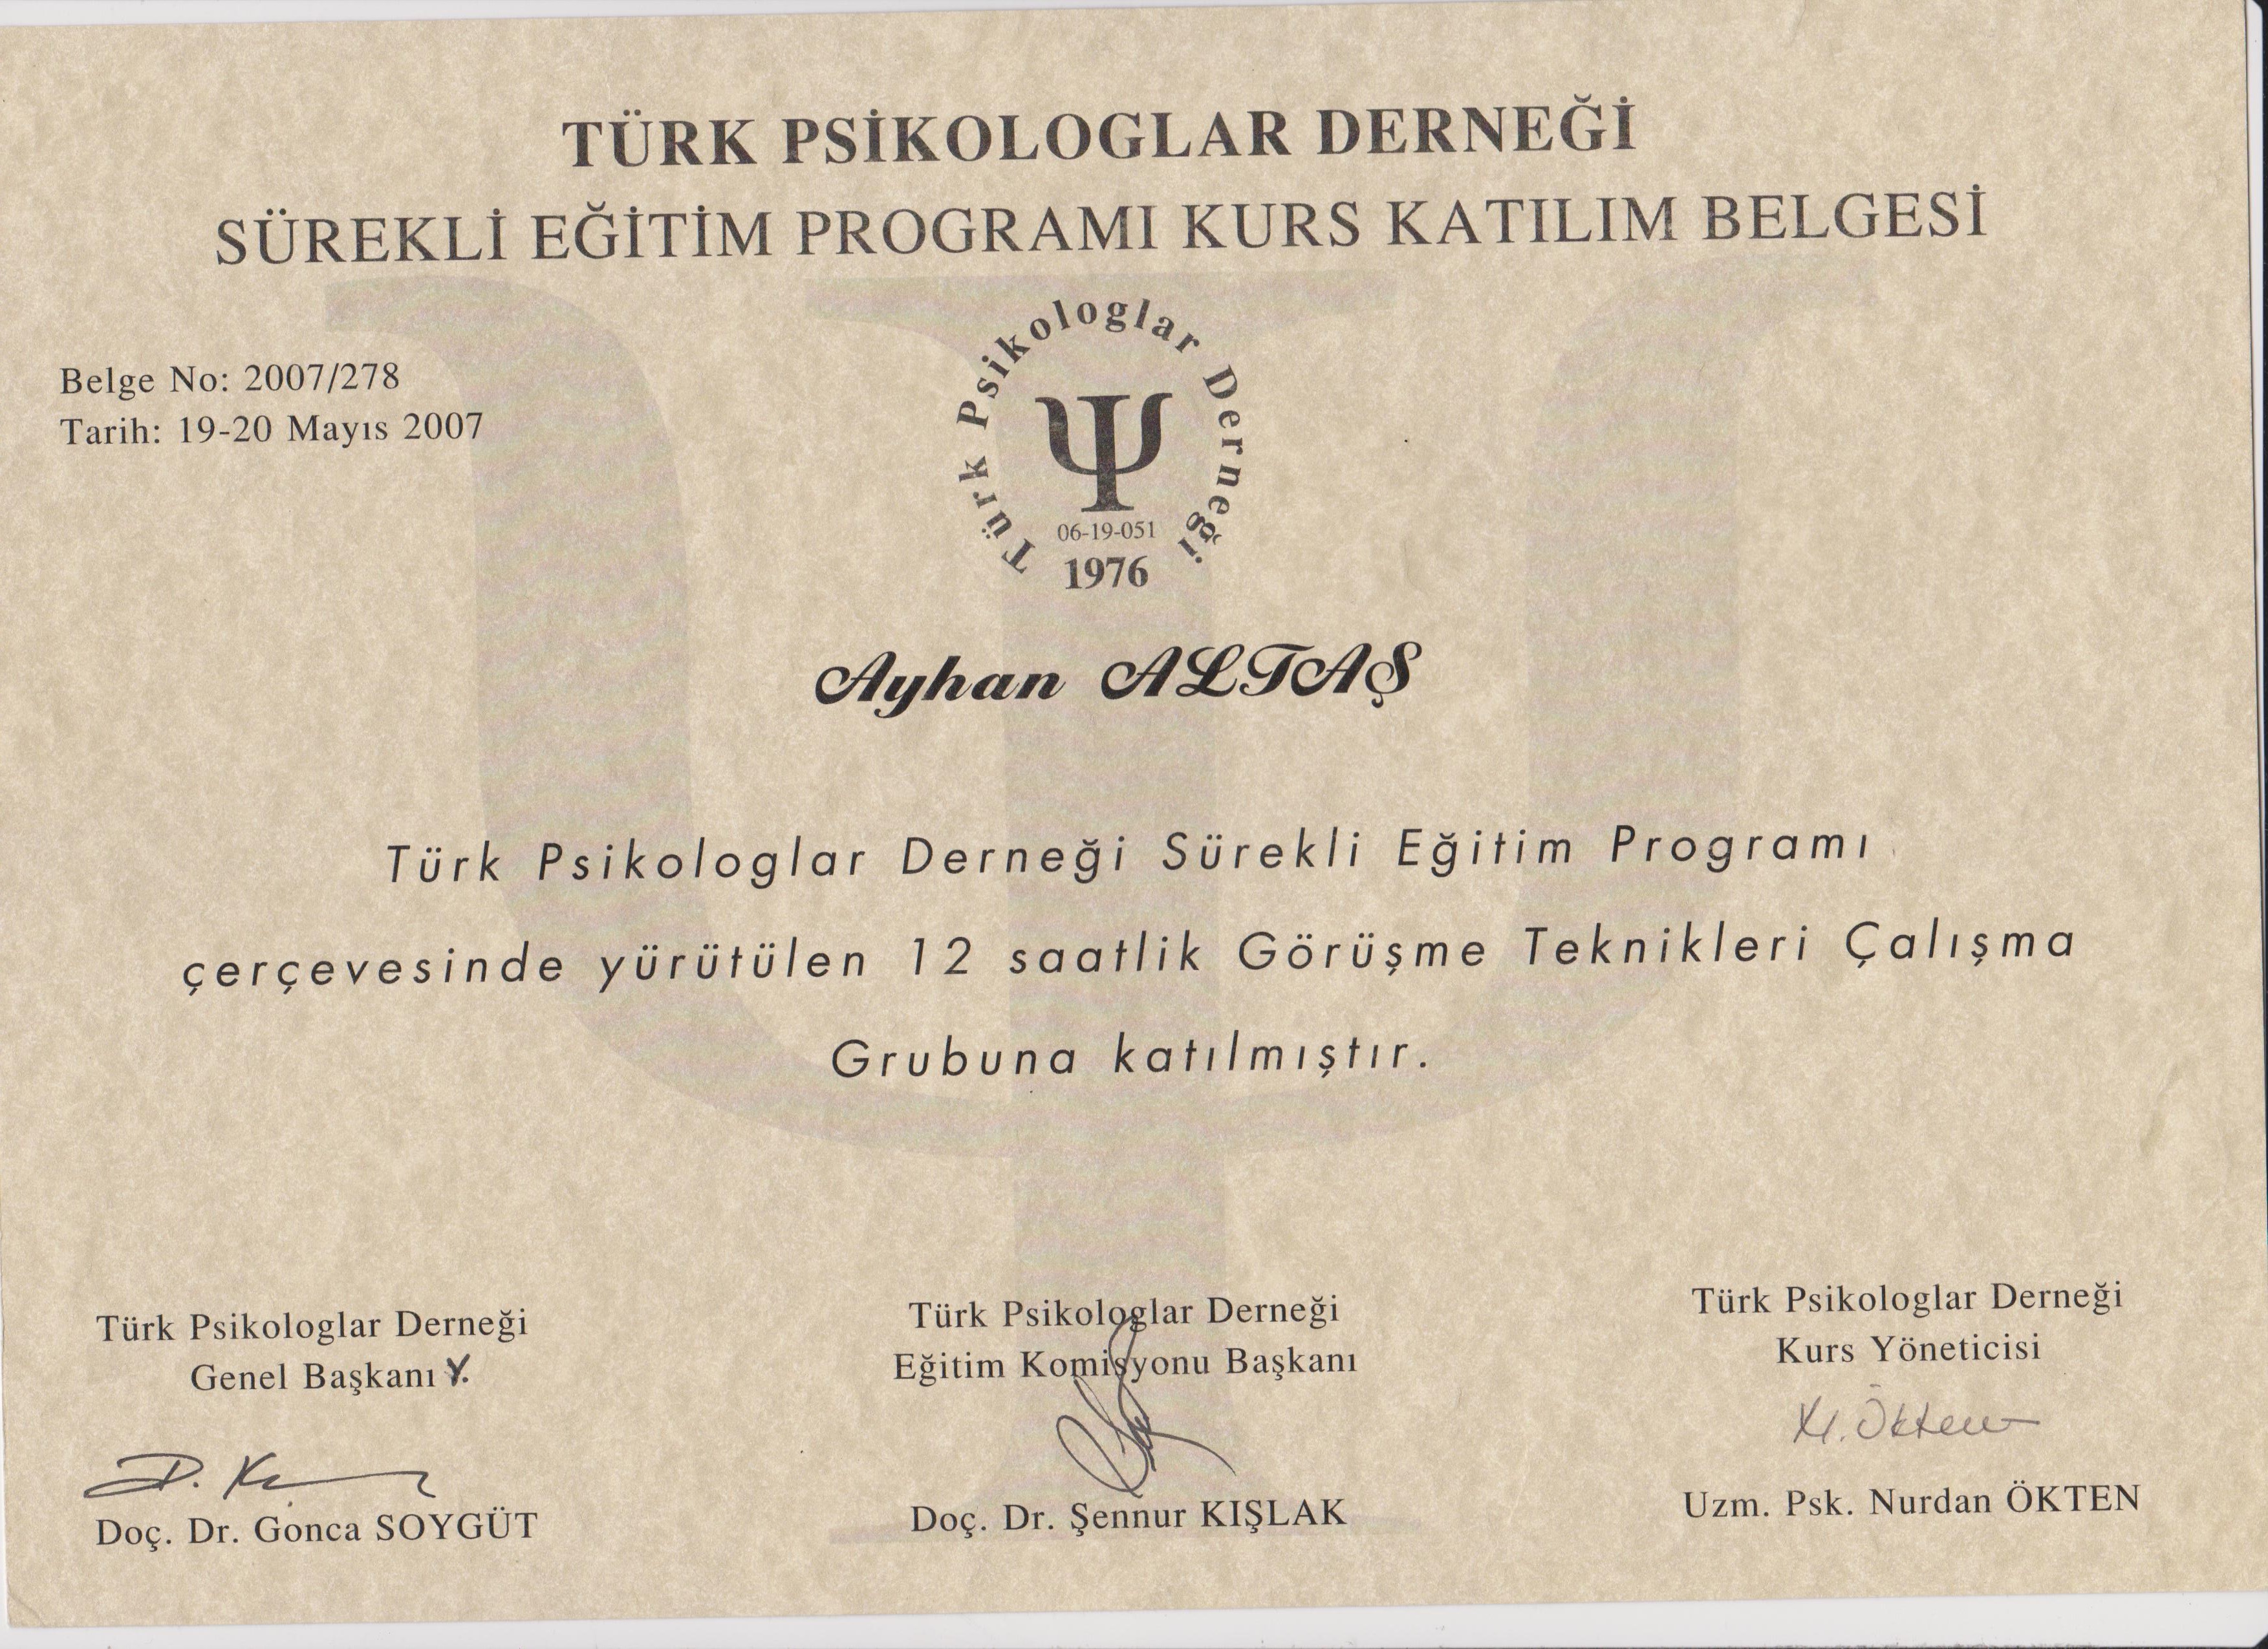 TÜRK PSİKOLOGLAR DERNEĞİ
SÜREKLİ EĞİTİM PROGRAMI KURS KATILIM BELGESİ
Belge No: 2007/278
Tarih: 19-20 Mayıs 2007
Türk Psikologlar Derneği
Ψ
06-19-051
1976
Ayhan ALTAŞ
Türk Psikologlar Derneği Sürekli Eğitim Programı
çerçevesinde yürütülen 12 saatlik Görüşme Teknikleri Çalışma
Grubuna katılmıştır.
Türk Psikologlar Derneği
Genel Başkanı Y.
Doç. Dr. Gonca SOYGÜT
Türk Psikologlar Derneği
Eğitim Komisyonu Başkanı
Doç. Dr. Şennur KIŞLAK
Türk Psikologlar Derneği
Kurs Yöneticisi
N. Ökten
Uzm. Psk. Nurdan ÖKTEN